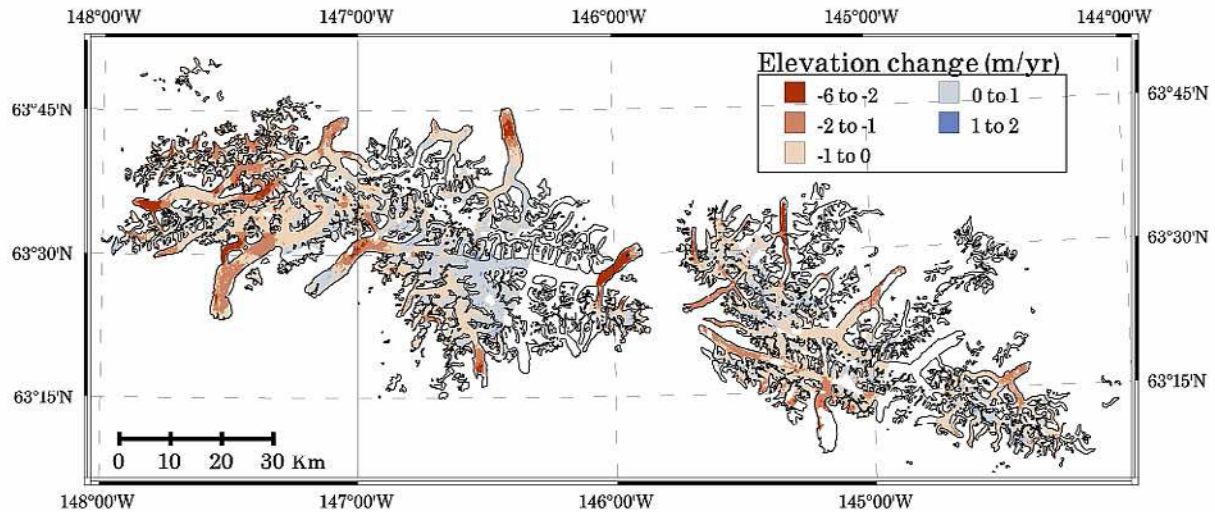 148°00'W 147°00'W 146°00'W 145°00'W 144°00'W
Elevation change (m/yr)
-6 to -2 0 to 1
-2 to -1 1 to 2
-1 to 0
63°45'N 63°45'N
63°30'N 63°30'N
63°15'N 63°15'N
0 10 20 30 Km
148°00'W 147°00'W 146°00'W 145°00'W